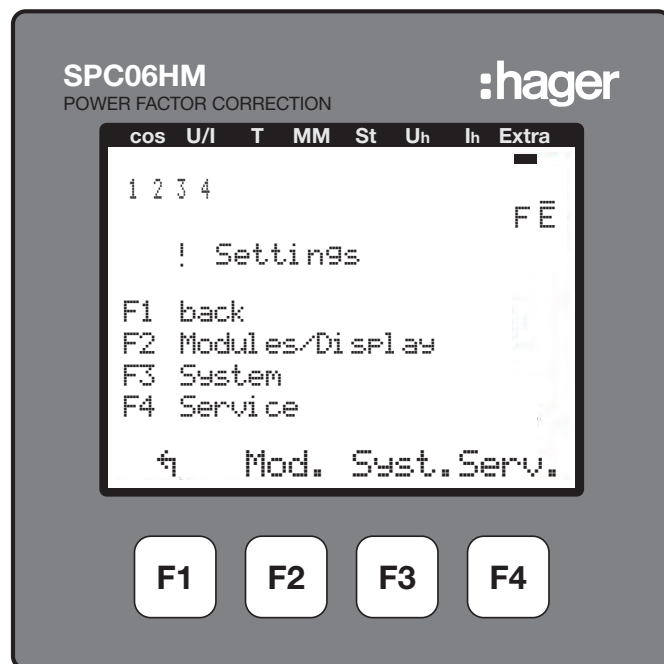 SPC06HM
:hager
POWER FACTOR CORRECTION
cos U/I T MM St Uh Ih Extra
1 2 3 4
F Ē
! Settings
F1 back
F2 Modules/Display
F3 System
F4 Service
↰ Mod. Syst. Serv.
F1 F2 F3 F4